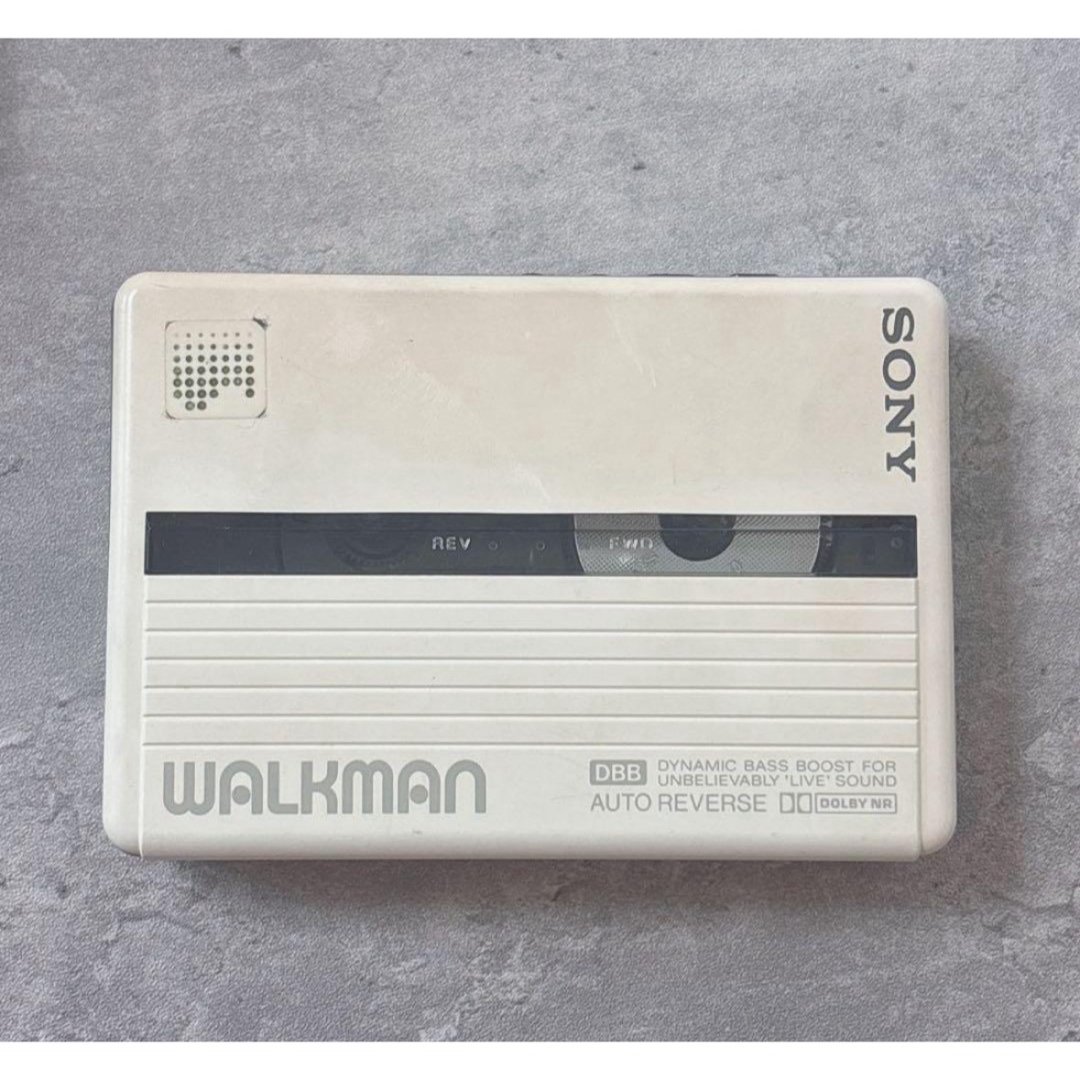 SONY
REV
FWD
WALKMAN
DBB DYNAMIC BASS BOOST FOR
UNBELIEVABLY 'LIVE' SOUND
AUTO REVERSE DOLBY NR